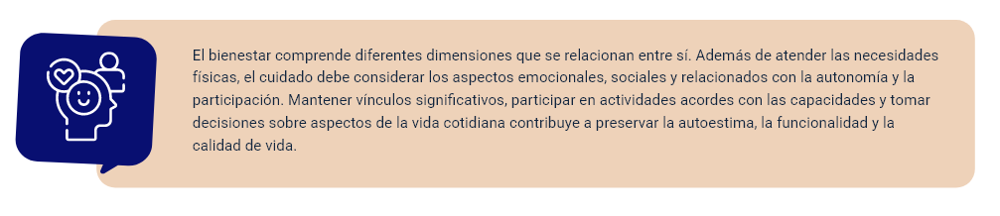 El bienestar comprende diferentes dimensiones que se relacionan entre sí. Además de atender las necesidades
físicas, el cuidado debe considerar los aspectos emocionales, sociales y relacionados con la autonomía y la
participación. Mantener vínculos significativos, participar en actividades acordes con las capacidades y tomar
decisiones sobre aspectos de la vida cotidiana contribuye a preservar la autoestima, la funcionalidad y la
calidad de vida.